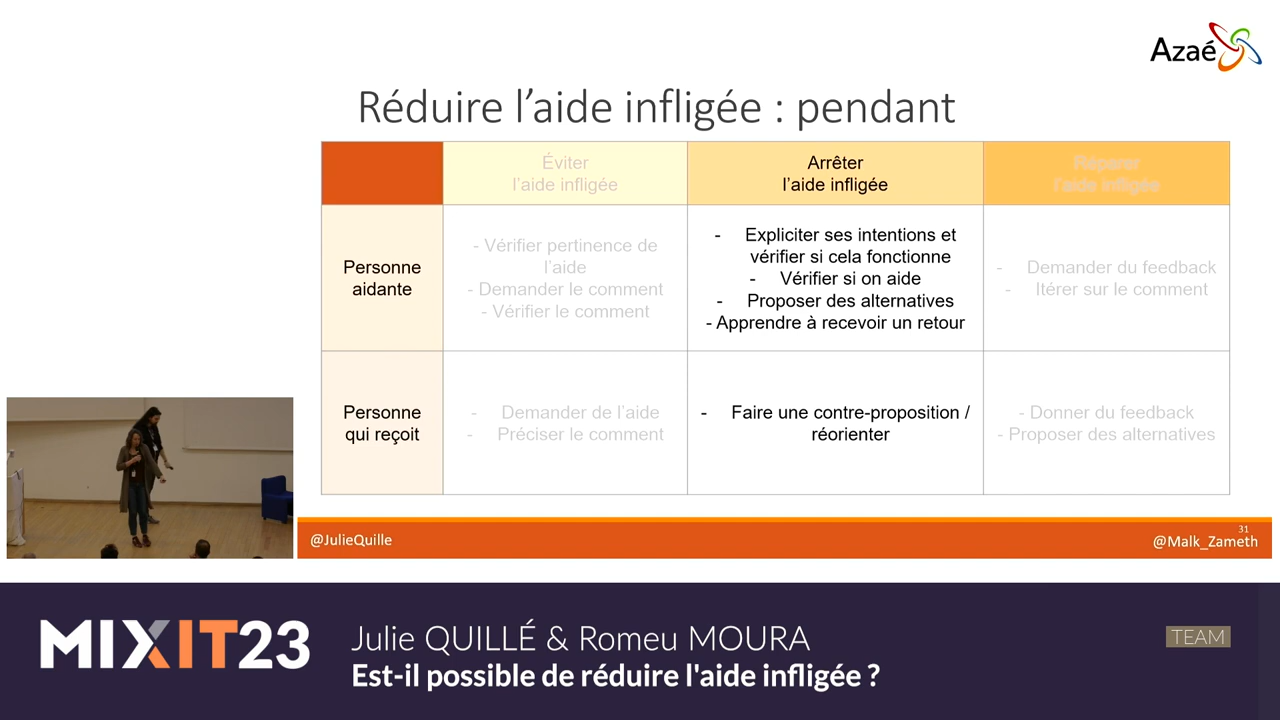 Azaé
Réduire l'aide infligée : pendant
Éviter
l'aide infligée
Arrêter
l'aide infligée
Réparer
l'aide infligée
Personne
aidante
- Vérifier pertinence de
l'aide
- Demander le comment
- Vérifier le comment
- Expliciter ses intentions et
vérifier si cela fonctionne
- Vérifier si on aide
- Proposer des alternatives
- Apprendre à recevoir un retour
- Demander du feedback
- Itérer sur le comment
Personne
qui reçoit
- Demander de l'aide
- Préciser le comment
- Faire une contre-proposition /
réorienter
- Donner du feedback
- Proposer des alternatives
@JulieQuille
31
@Malk_Zameth
MIXIT23
Julie QUILLÉ & Romeu MOURA
TEAM
Est-il possible de réduire l'aide infligée ?